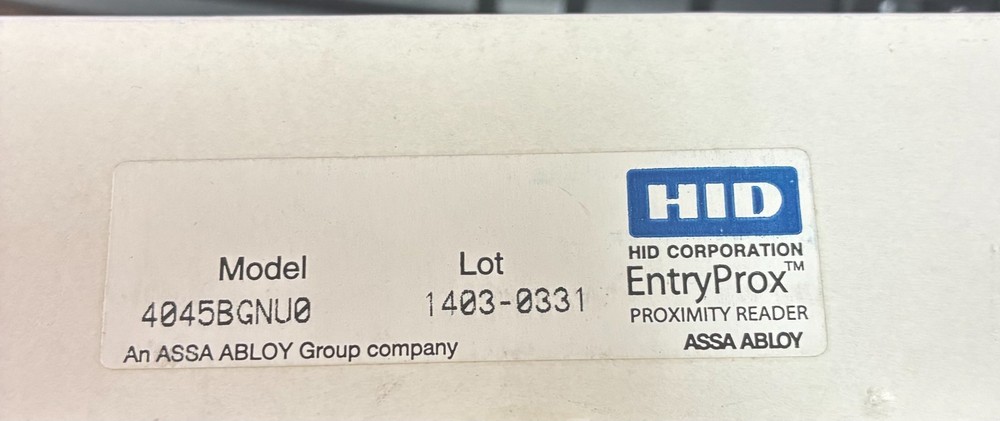 HID
HID CORPORATION
EntryProx™
PROXIMITY READER
ASSA ABLOY
Model
4045BGNU0
Lot
1403-0331
An ASSA ABLOY Group company